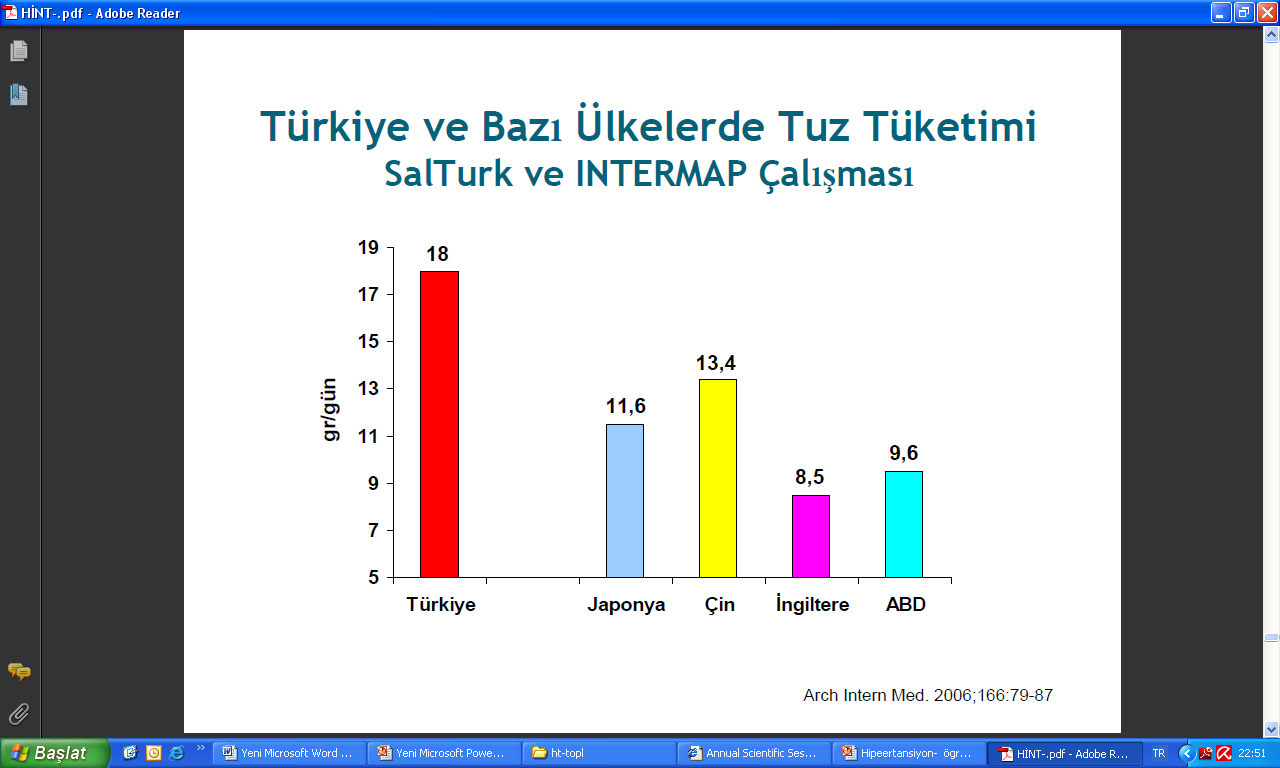 HİNT-.pdf - Adobe Reader
Türkiye ve Bazı Ülkelerde Tuz Tüketimi
SalTurk ve INTERMAP Çalışması
gr/gün
19
17
15
13
11
9
7
5
18
11,6
13,4
8,5
9,6
Türkiye
Japonya
Çin
İngiltere
ABD
Arch Intern Med. 2006;166:79-87
Başlat
Yeni Microsoft Word ...
Yeni Microsoft Powe...
ht-topl
Annual Scientific Ses...
Hipeertansiyon- ögr...
HİNT-.pdf - Adobe R...
TR
22:51